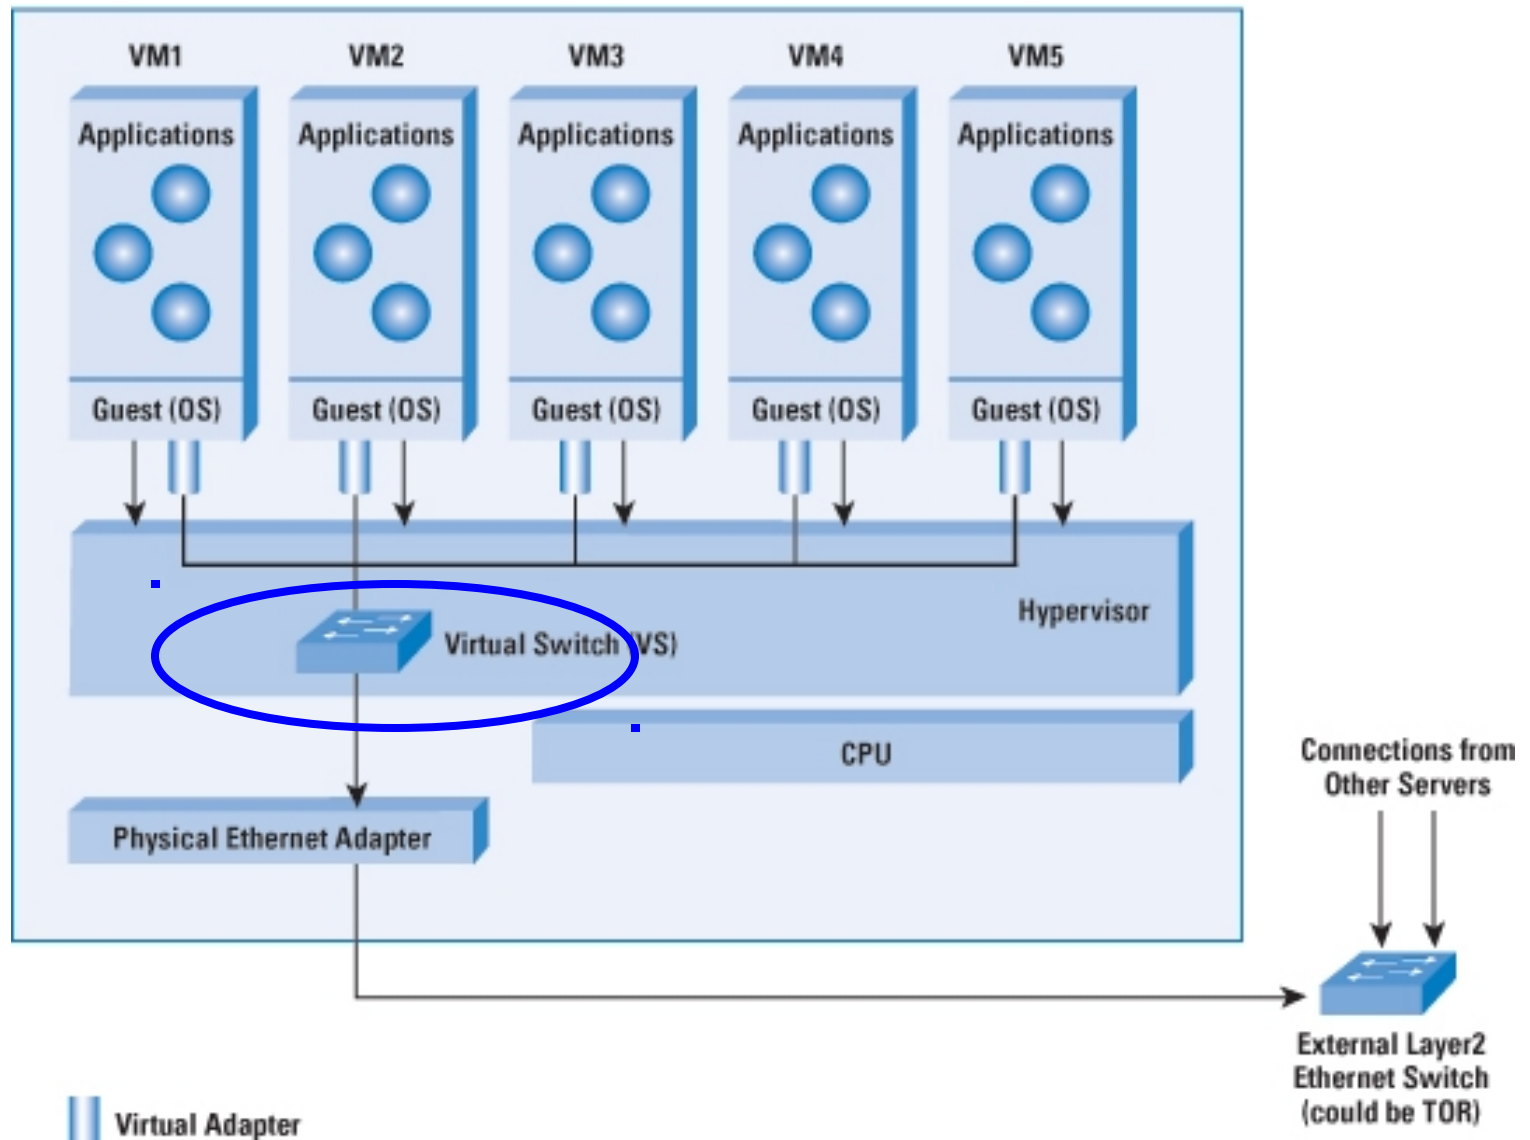 VM1 VM2 VM3 VM4 VM5
Applications Applications Applications Applications Applications
Guest (OS) Guest (OS) Guest (OS) Guest (OS) Guest (OS)
Hypervisor
Virtual Switch (VS)
CPU
Physical Ethernet Adapter
Connections from
Other Servers
External Layer2
Ethernet Switch
(could be TOR)
Virtual Adapter